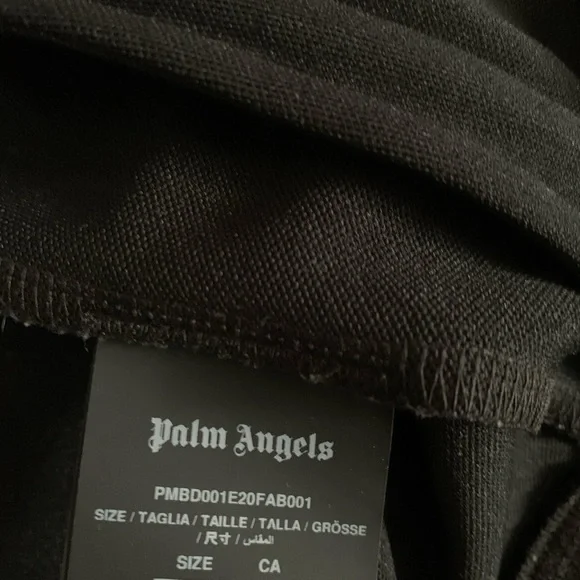 Palm Angels
PMBD001E20FAB001
SIZE / TAGLIA / TAILLE / TALLA / GRÖSSE
/ 尺寸 / المقاس
SIZE CA